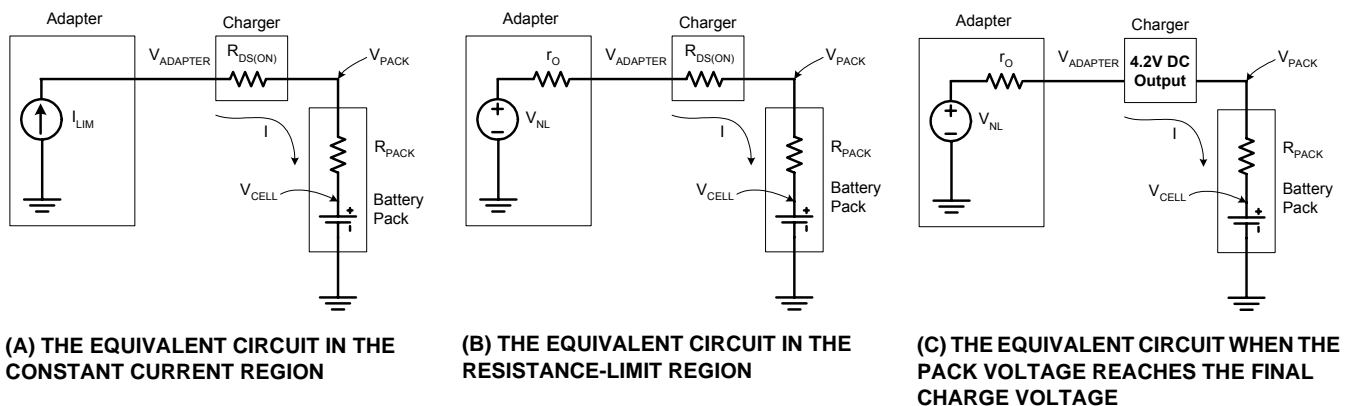 Adapter
Charger
V_ADAPTER
R_DS(ON)
V_PACK
I_LIM
I
R_PACK
V_CELL
Battery
Pack
(A) THE EQUIVALENT CIRCUIT IN THE
CONSTANT CURRENT REGION
Adapter
Charger
r_O
V_ADAPTER
R_DS(ON)
V_PACK
V_NL
I
R_PACK
V_CELL
Battery
Pack
(B) THE EQUIVALENT CIRCUIT IN THE
RESISTANCE-LIMIT REGION
Adapter
Charger
r_O
V_ADAPTER
4.2V DC
Output
V_PACK
V_NL
I
R_PACK
V_CELL
Battery
Pack
(C) THE EQUIVALENT CIRCUIT WHEN THE
PACK VOLTAGE REACHES THE FINAL
CHARGE VOLTAGE